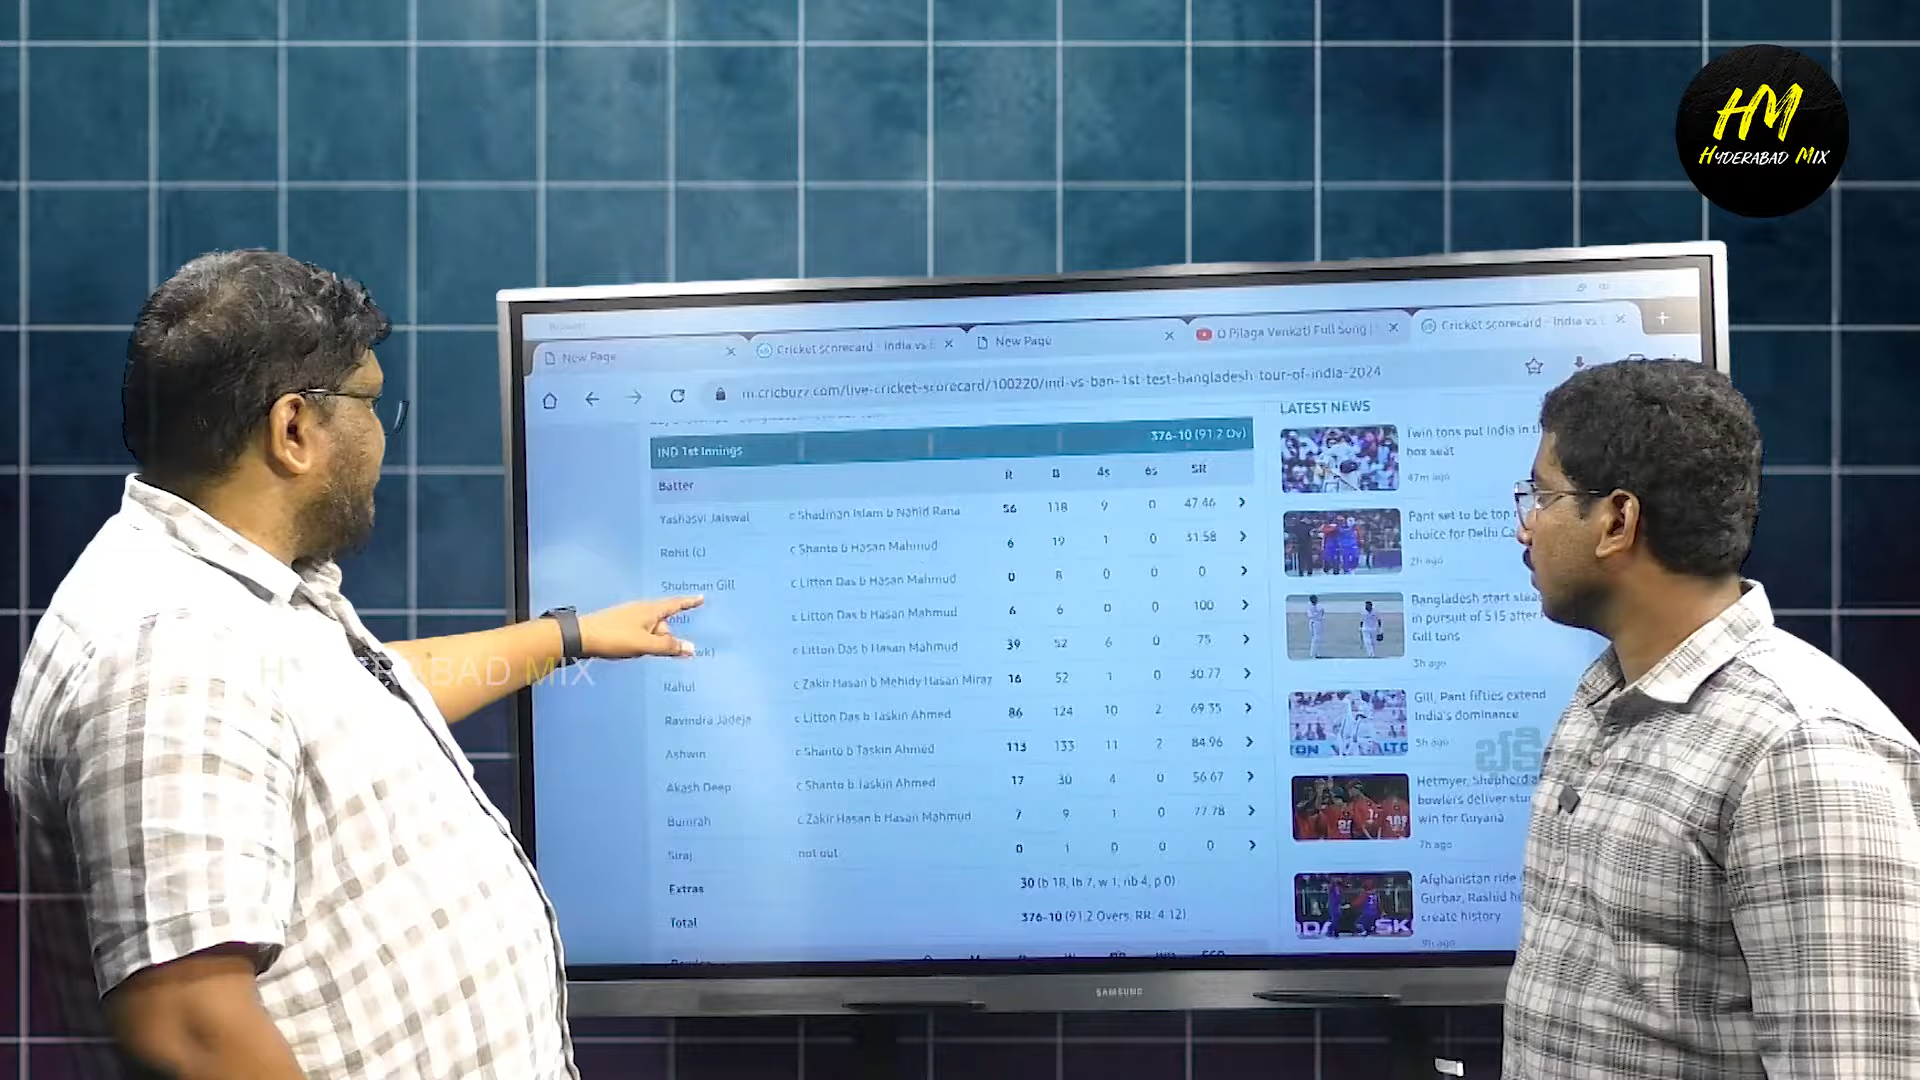 HM
HYDERABAD MIX
New Page
Cricket scorecard - India vs
New Page
O Pilaga Venkati Full Song
Cricket scorecard - India vs
m.cricbuzz.com/live-cricket-scorecard/100220/ind-vs-ban-1st-test-bangladesh-tour-of-india-2024
IND 1st Innings 376-10 (91.2 Ov)
Batter R B 4s 6s SR
Yashasvi Jaiswal c Shadman Islam b Nahid Rana 56 118 9 0 47.46
Rohit (c) c Shanto b Hasan Mahmud 6 19 1 0 31.58
Shubman Gill c Litton Das b Hasan Mahmud 0 8 0 0 0
c Litton Das b Hasan Mahmud 6 6 0 0 100
c Litton Das b Hasan Mahmud 39 52 6 0 75
Rahul c Zakir Hasan b Mehidy Hasan Miraz 16 52 1 0 30.77
Ravindra Jadeja c Litton Das b Taskin Ahmed 86 124 10 2 69.35
Ashwin c Shanto b Taskin Ahmed 113 133 11 2 84.96
Akash Deep c Shanto b Taskin Ahmed 17 30 4 0 56.67
Bumrah c Zakir Hasan b Hasan Mahmud 7 9 1 0 77.78
Siraj not out 0 1 0 0 0
Extras 30 (b 18, lb 7, w 1, nb 4, p 0)
Total 376-10 (91.2 Overs, RR: 4.12)
LATEST NEWS
Twin tons put India in
box seat
47m ago
Pant set to be top
choice for Delhi
2h ago
Bangladesh start
in pursuit of 515 after
Gill tons
3h ago
Gill, Pant fifties extend
India's dominance
5h ago
Hetmyer, Shepherd
bowlers deliver
win for Guyana
7h ago
Afghanistan ride
Gurbaz, Rashid
create history
9h ago
SAMSUNG
HYDERABAD MIX